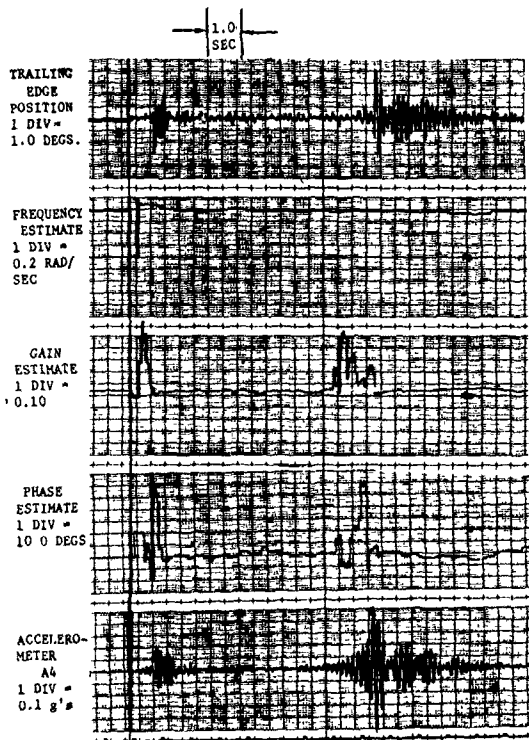 1.0
SEC
TRAILING
EDGE
POSITION
1 DIV =
1.0 DEGS.
FREQUENCY
ESTIMATE
1 DIV =
0.2 RAD/
SEC
GAIN
ESTIMATE
1 DIV =
0.10
PHASE
ESTIMATE
1 DIV =
10 0 DEGS
ACCELERO-
METER
A4
1 DIV =
0.1 g's